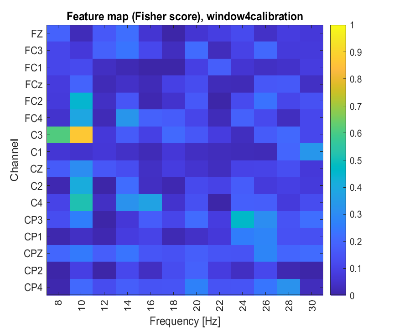 Feature map (Fisher score), window4calibration
FZ
FC3
FC1
FCz
FC2
FC4
C3
C1
CZ
C2
C4
CP3
CP1
CPZ
CP2
CP4
Channel
8 10 12 14 16 18 20 22 24 26 28 30
Frequency [Hz]
1
0.9
0.8
0.7
0.6
0.5
0.4
0.3
0.2
0.1
0